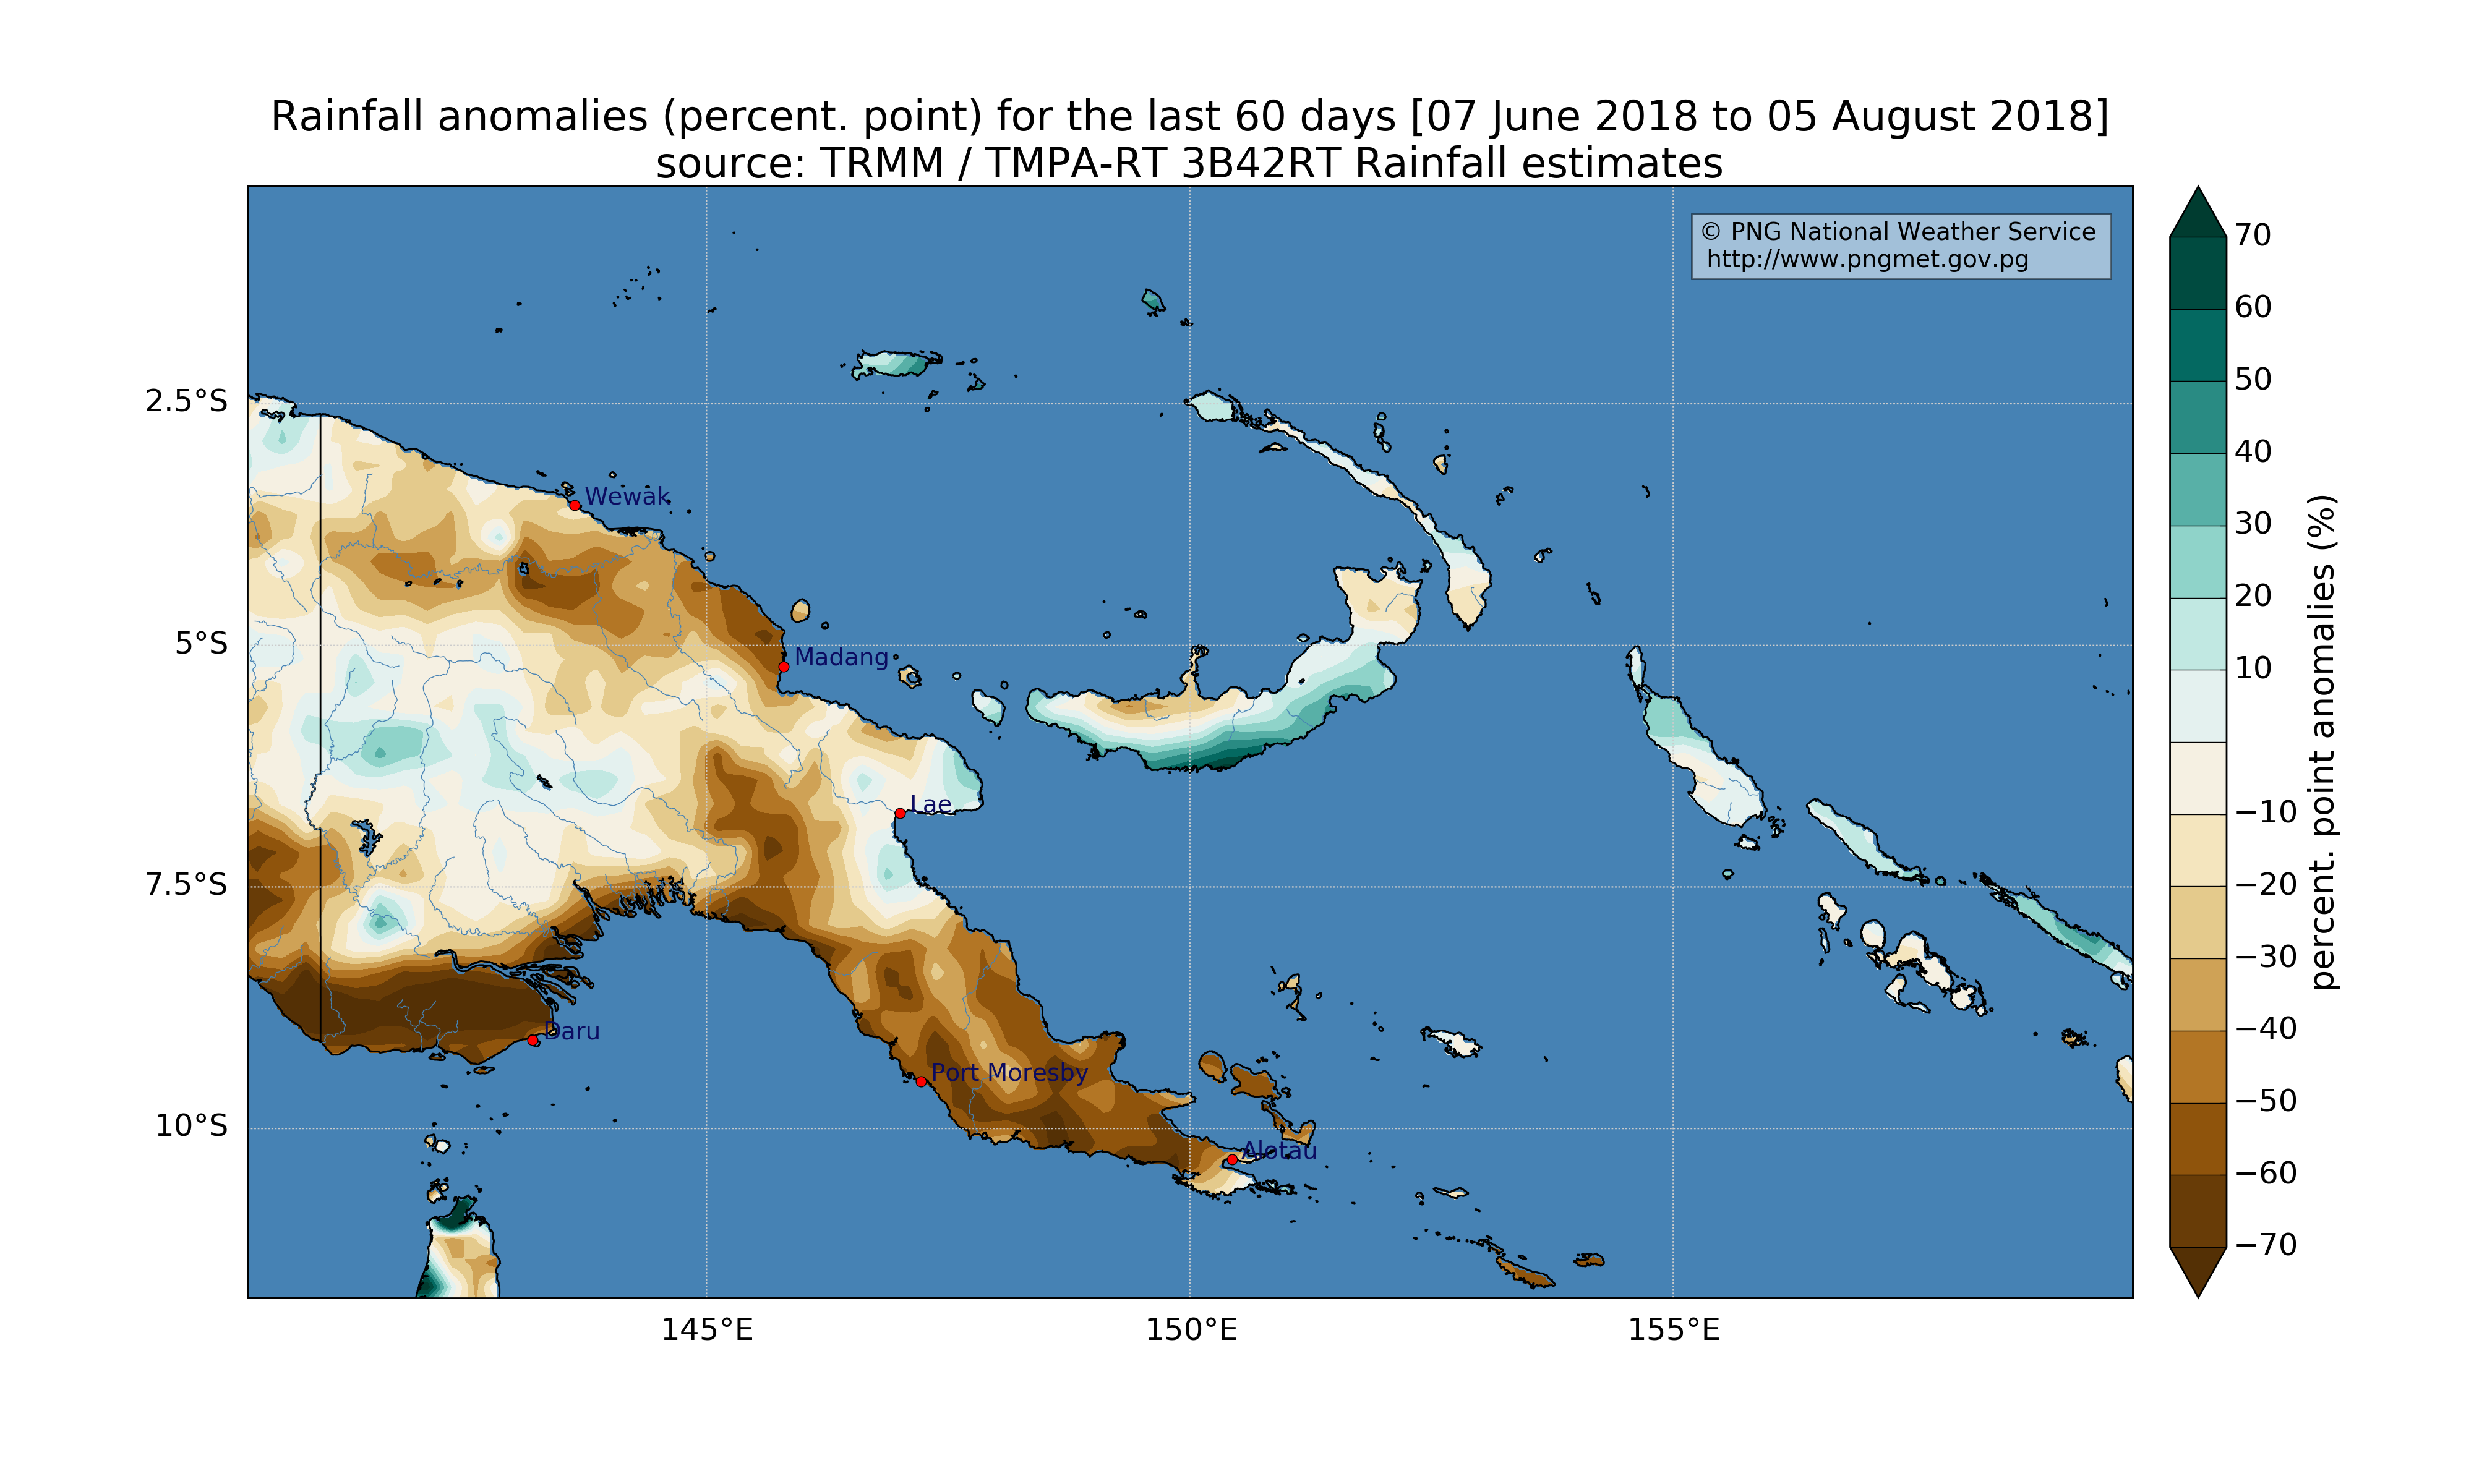 Rainfall anomalies (percent. point) for the last 60 days [07 June 2018 to 05 August 2018]
source: TRMM / TMPA-RT 3B42RT Rainfall estimates
© PNG National Weather Service
http://www.pngmet.gov.pg
2.5°S
5°S
7.5°S
10°S
Wewak
Madang
Lae
Daru
Port Moresby
Alotau
145°E
150°E
155°E
70
60
50
40
30
20
10
−10
−20
−30
−40
−50
−60
−70
percent. point anomalies (%)